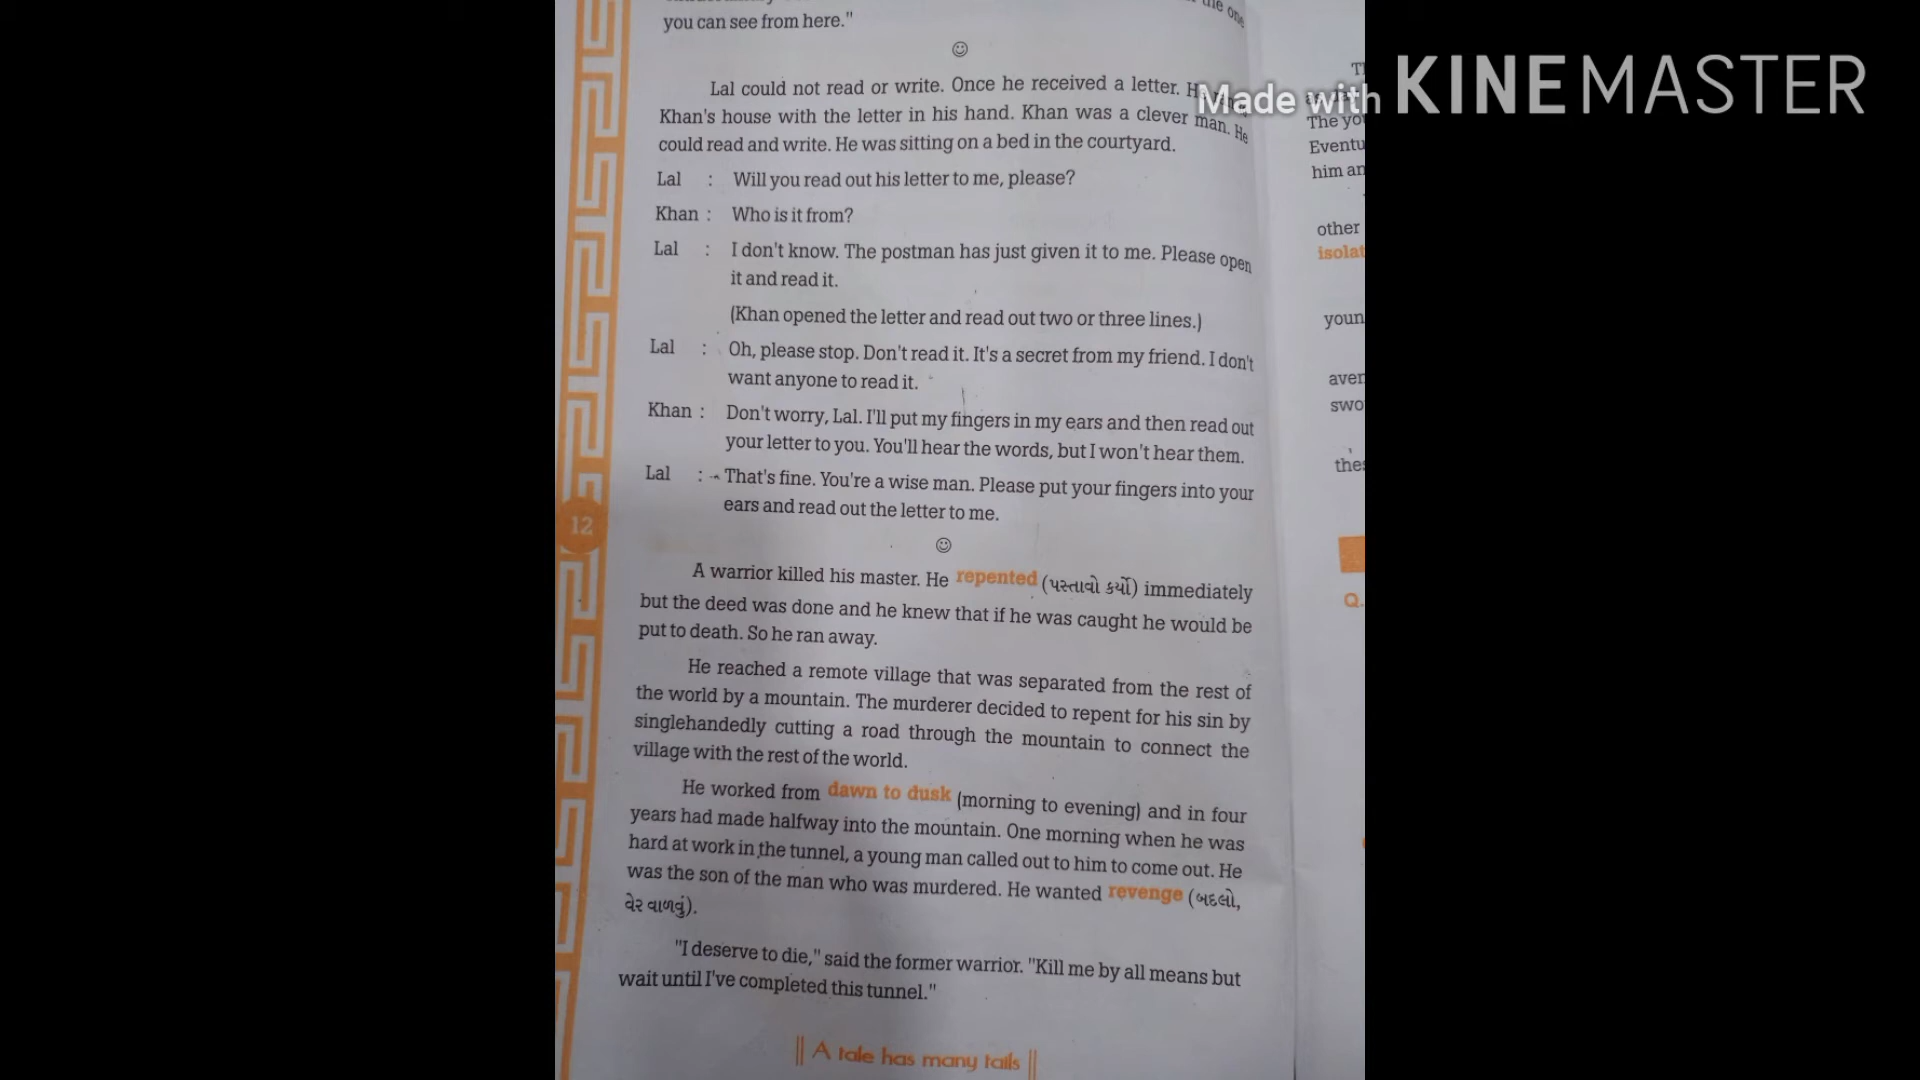 the one
you can see from here."
Lal could not read or write. Once he received a letter.
Khan's house with the letter in his hand. Khan was a clever man. He
could read and write. He was sitting on a bed in the courtyard.
Lal : Will you read out his letter to me, please?
Khan : Who is it from?
Lal : I don't know. The postman has just given it to me. Please open
it and read it.
(Khan opened the letter and read out two or three lines.)
Lal : Oh, please stop. Don't read it. It's a secret from my friend. I don't
want anyone to read it.
Khan : Don't worry, Lal. I'll put my fingers in my ears and then read out
your letter to you. You'll hear the words, but I won't hear them.
Lal : That's fine. You're a wise man. Please put your fingers into your
ears and read out the letter to me.
12
A warrior killed his master. He repented (પસ્તાવો કર્યો) immediately
but the deed was done and he knew that if he was caught he would be
put to death. So he ran away.
He reached a remote village that was separated from the rest of
the world by a mountain. The murderer decided to repent for his sin by
singlehandedly cutting a road through the mountain to connect the
village with the rest of the world.
He worked from dawn to dusk (morning to evening) and in four
years had made halfway into the mountain. One morning when he was
hard at work in the tunnel, a young man called out to him to come out. He
was the son of the man who was murdered. He wanted revenge (બદલો,
વેર વાળવું).
"I deserve to die," said the former warrior. "Kill me by all means but
wait until I've completed this tunnel."
|| A tale has many tails ||
Made with KINEMASTER
The
Eventu
him an
other
isolat
youn
aver
swo
thes
Q.